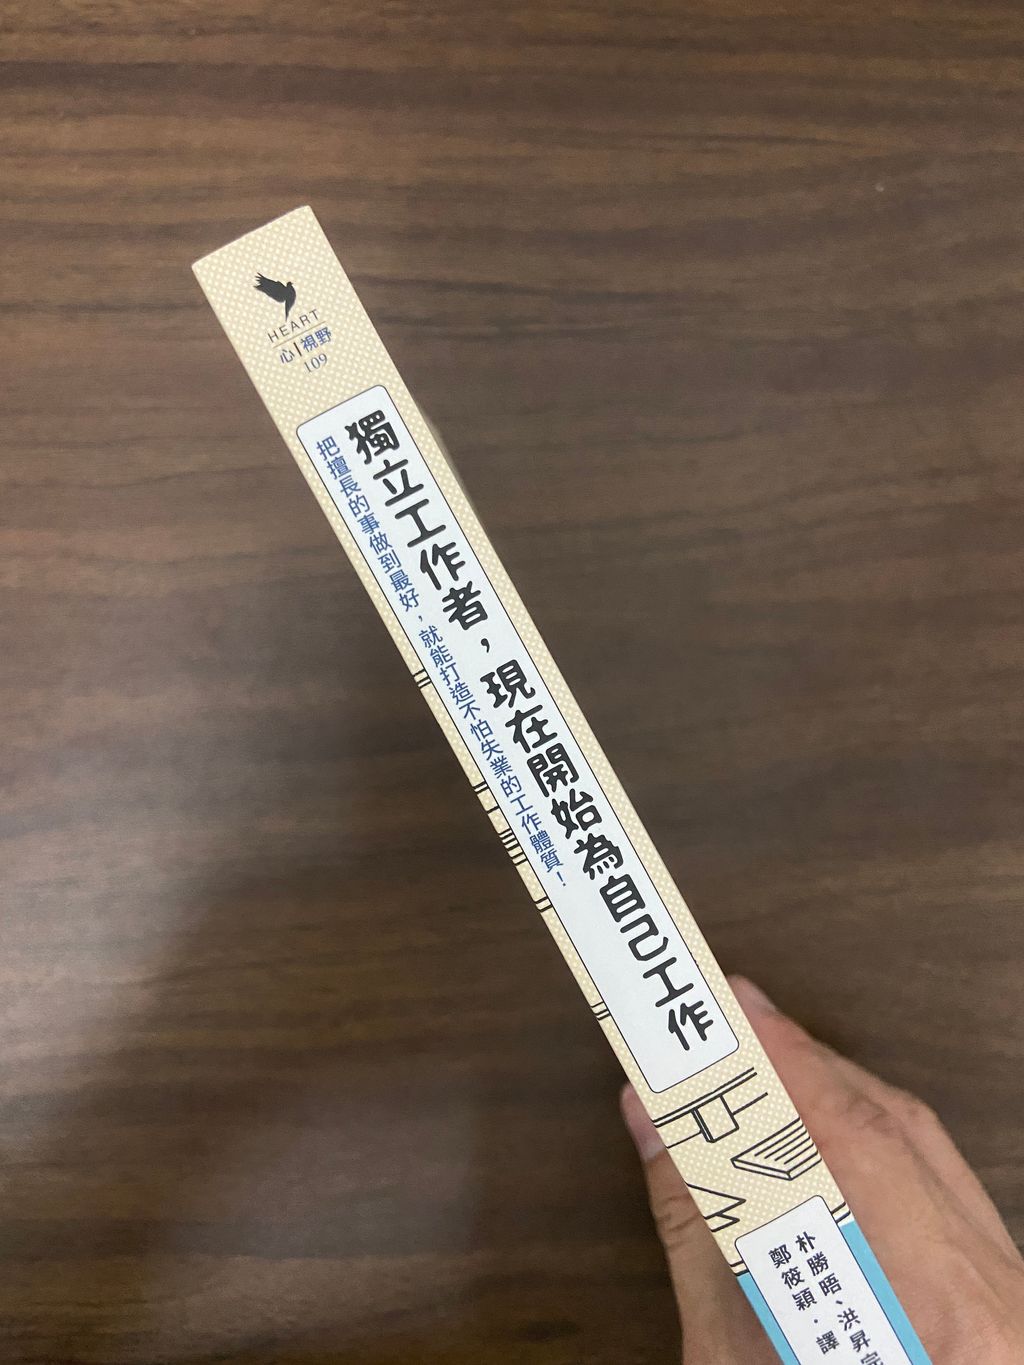 HEART
心|視野
109
獨立工作者，現在開始為自己工作
把擅長的事做到最好，就能打造不怕失業的工作體質！
朴勝晤、洪昇完
鄭筱穎．譯